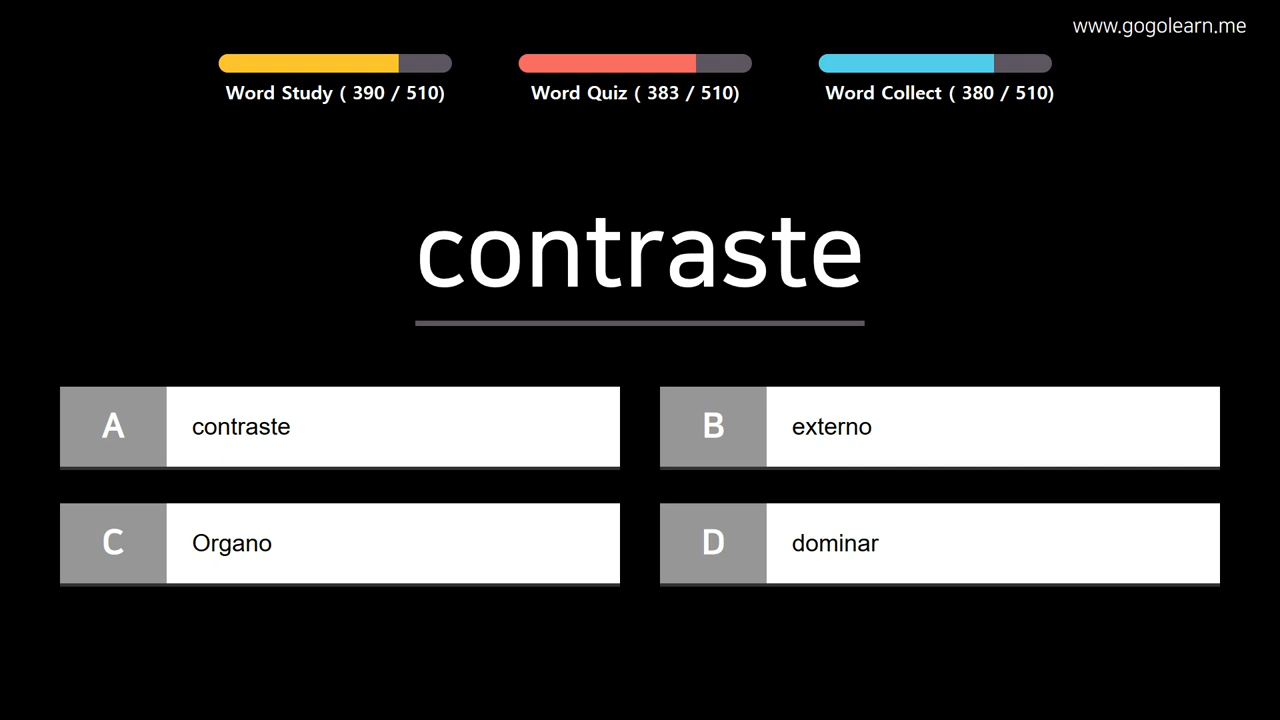 www.gogolearn.me
Word Study ( 390 / 510)
Word Quiz ( 383 / 510)
Word Collect ( 380 / 510)
contraste
A contraste
B externo
C Organo
D dominar